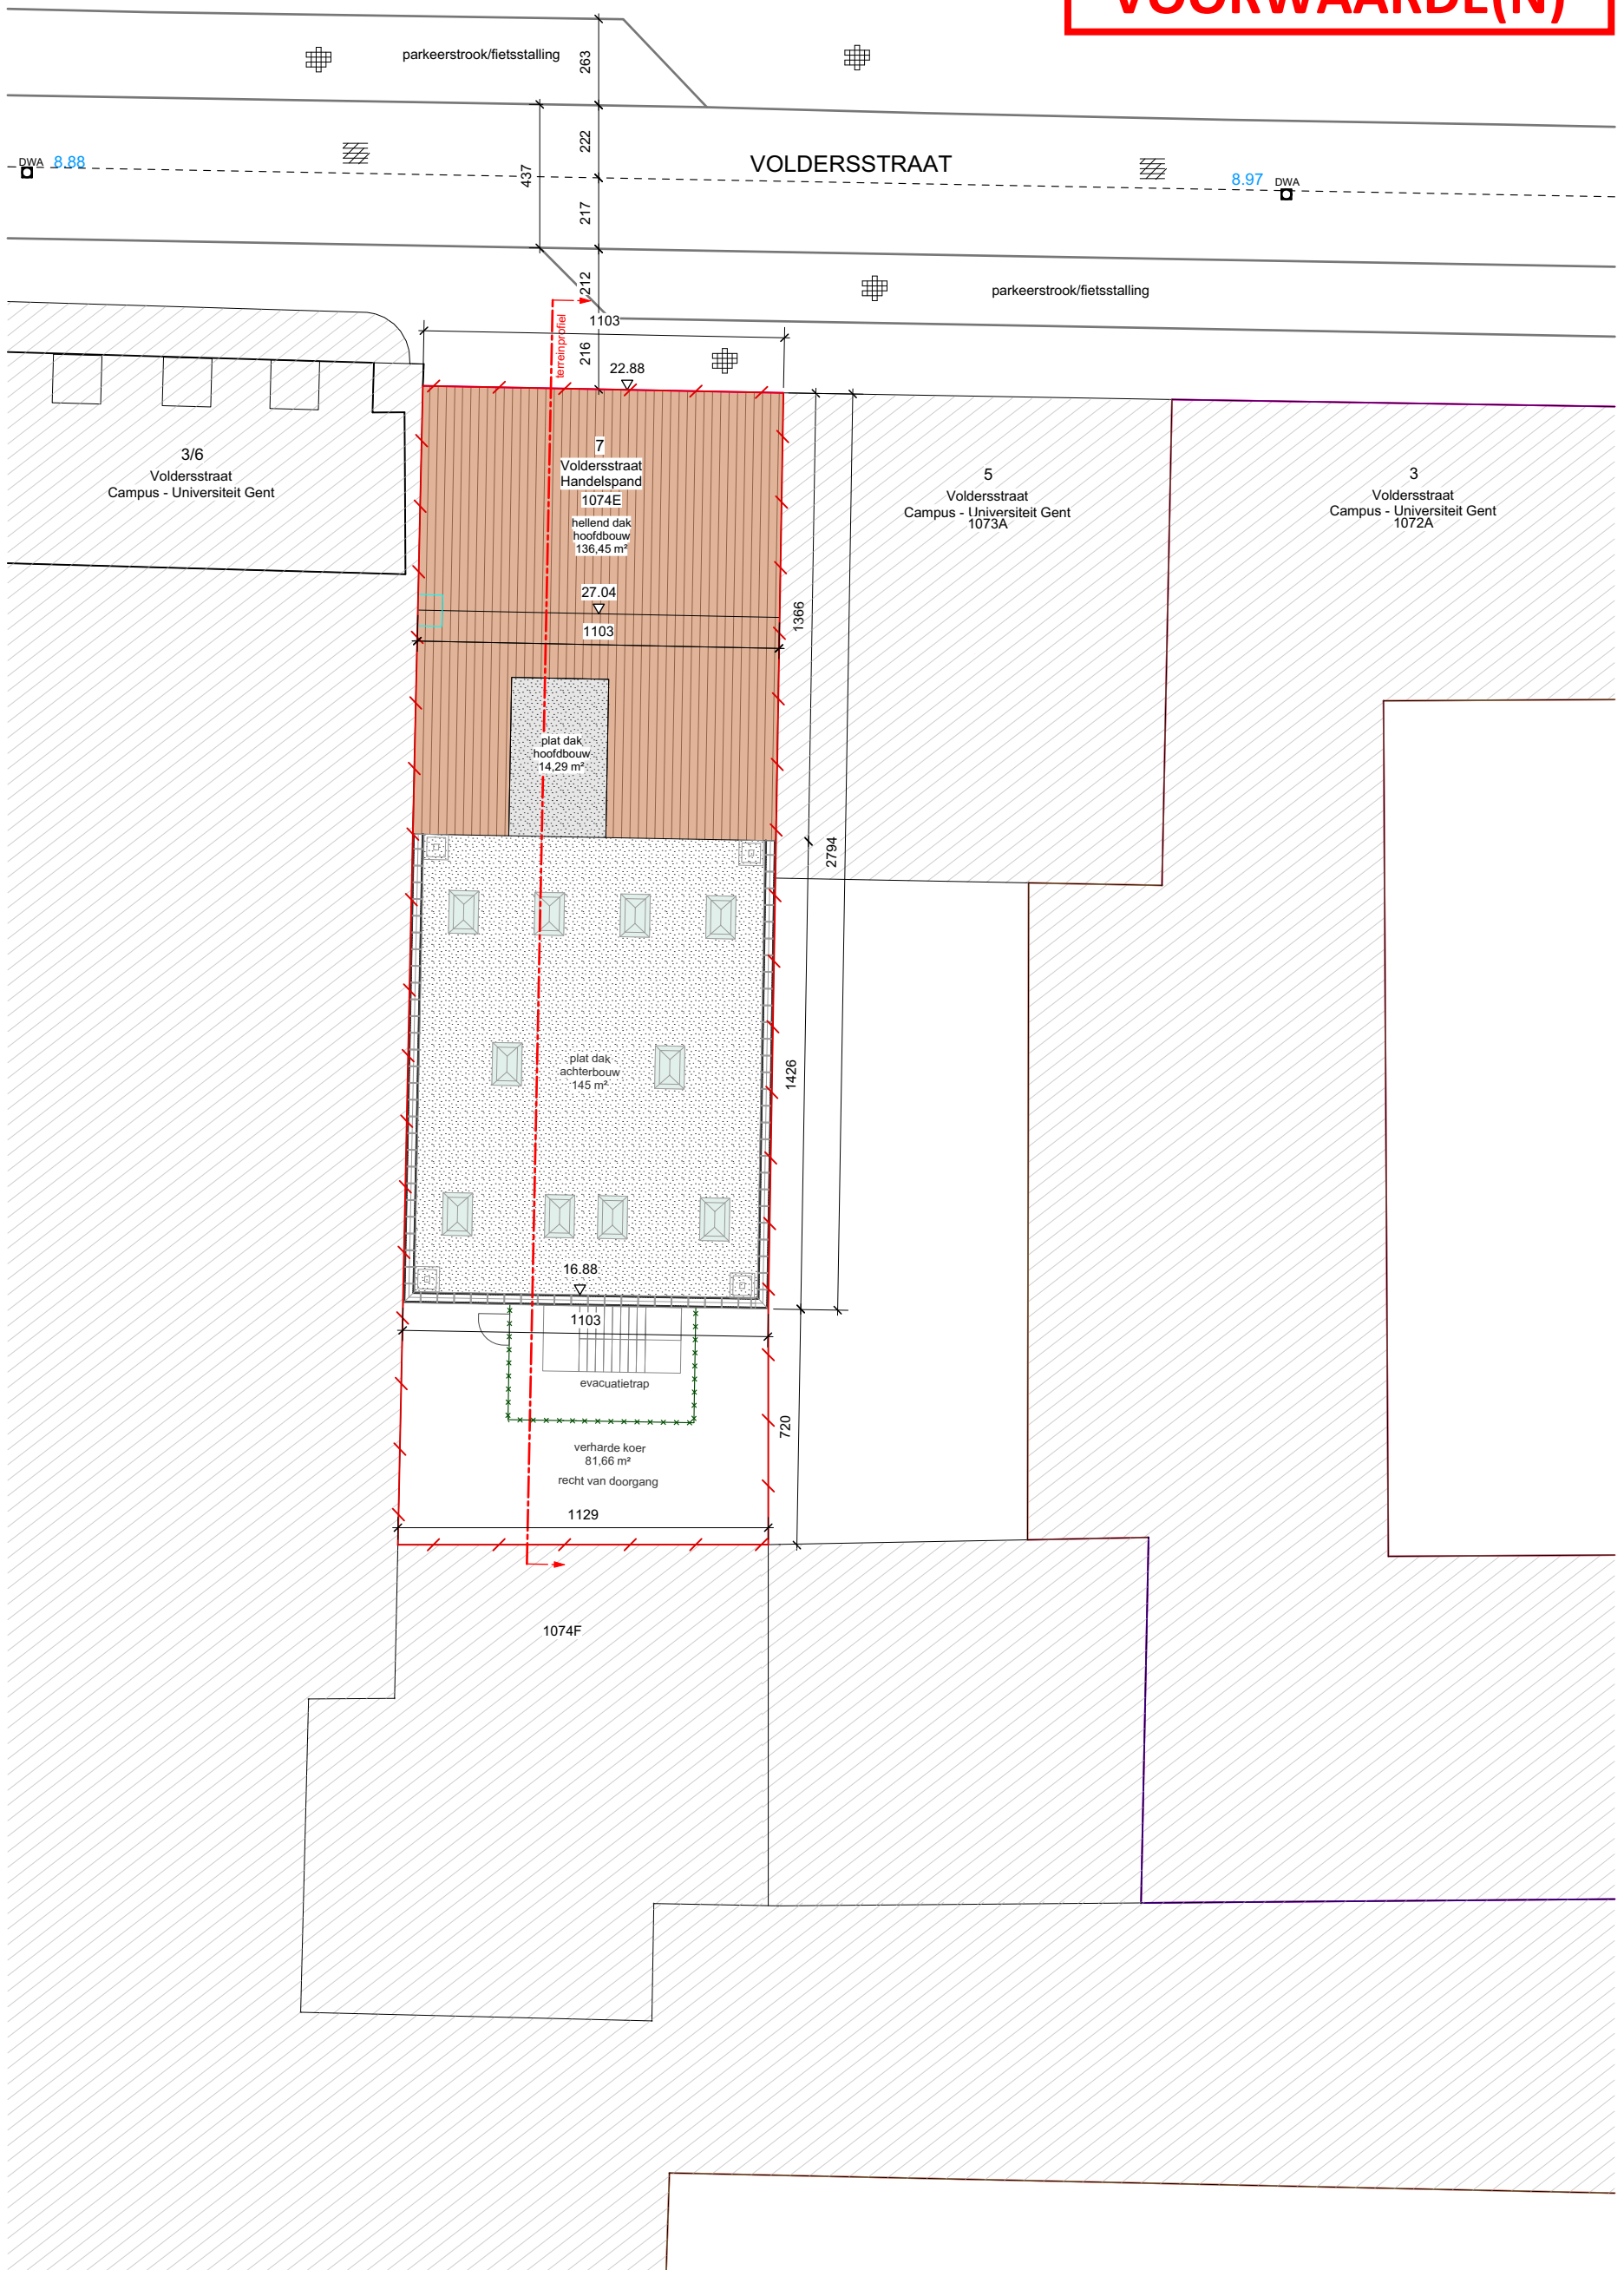 VOORWAARDE(N)
parkeerstrook/fietsstalling
263
222
437
217
212
VOLDERSSTRAAT
DWA 8.88
8.97 DWA
parkeerstrook/fietsstalling
1103
terreinprofiel
216
22.88
3/6
Voldersstraat
Campus - Universiteit Gent
7
Voldersstraat
Handelspand
1074E
hellend dak
hoofdbouw
136,45 m²
5
Voldersstraat
Campus - Universiteit Gent
1073A
3
Voldersstraat
Campus - Universiteit Gent
1072A
27.04
1103
1366
plat dak
hoofdbouw
14,29 m²
2794
plat dak
achterbouw
145 m²
1426
16.88
1103
evacuatietrap
720
verharde koer
81,66 m²
recht van doorgang
1129
1074F